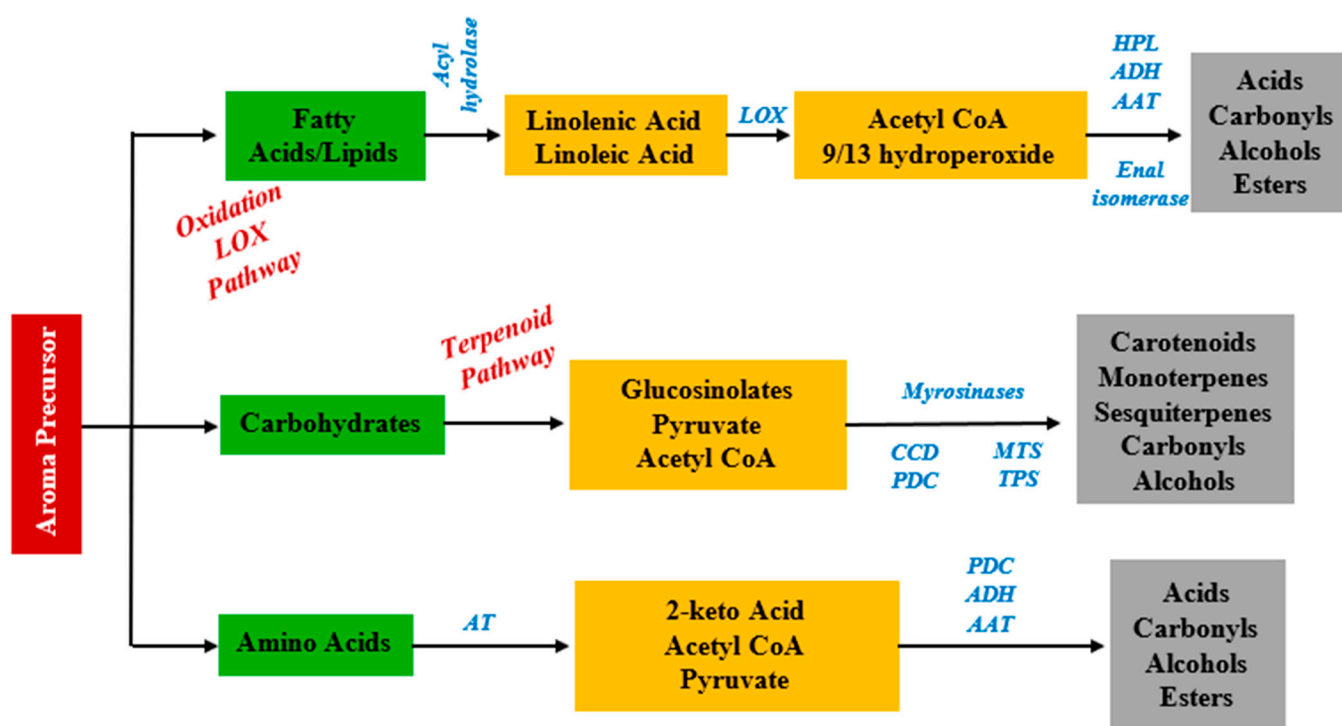 Aroma Precursor
Fatty
Acids/Lipids
Oxidation
LOX
Pathway
Acyl
hydrolase
Linolenic Acid
Linoleic Acid
LOX
Acetyl CoA
9/13 hydroperoxide
HPL
ADH
AAT
Enal
isomerase
Acids
Carbonyls
Alcohols
Esters
Carbohydrates
Terpenoid
Pathway
Glucosinolates
Pyruvate
Acetyl CoA
Myrosinases
CCD MTS
PDC TPS
Carotenoids
Monoterpenes
Sesquiterpenes
Carbonyls
Alcohols
Amino Acids
AT
2-keto Acid
Acetyl CoA
Pyruvate
PDC
ADH
AAT
Acids
Carbonyls
Alcohols
Esters